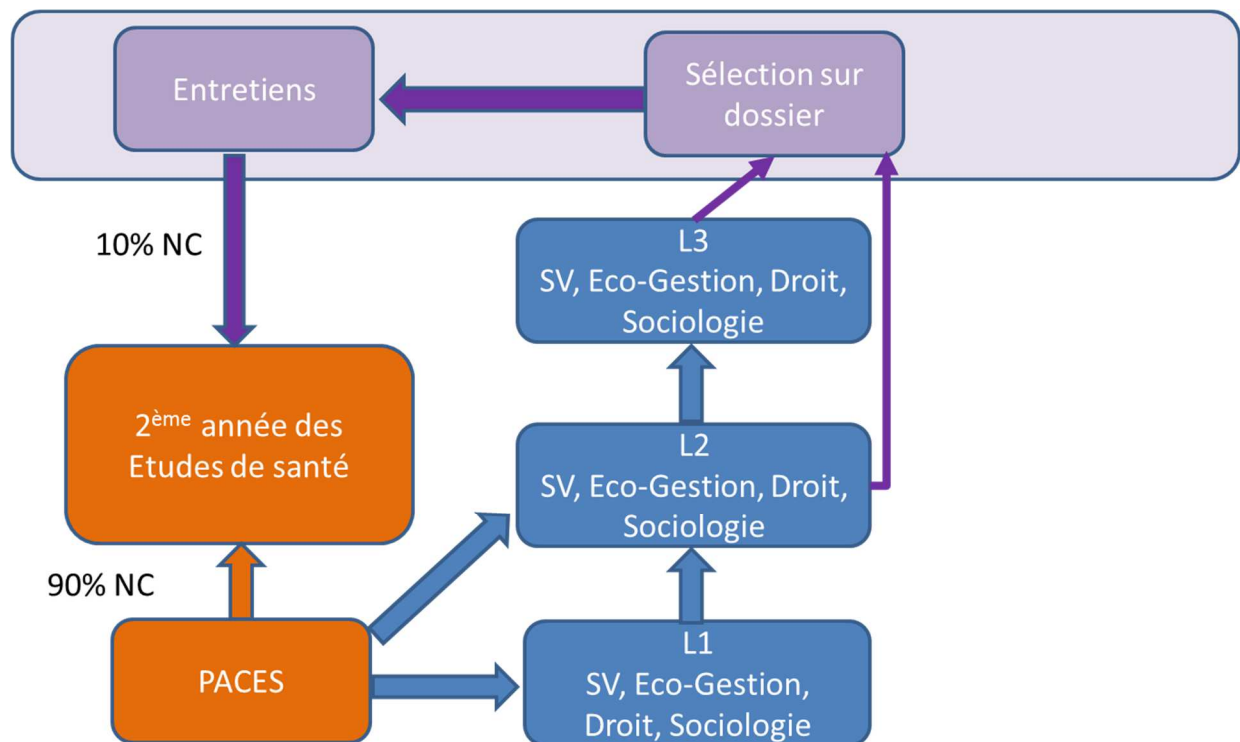 Entretiens
Sélection sur
dossier
10% NC
L3
SV, Eco-Gestion, Droit,
Sociologie
2ème année des
Etudes de santé
L2
SV, Eco-Gestion, Droit,
Sociologie
90% NC
PACES
L1
SV, Eco-Gestion,
Droit, Sociologie